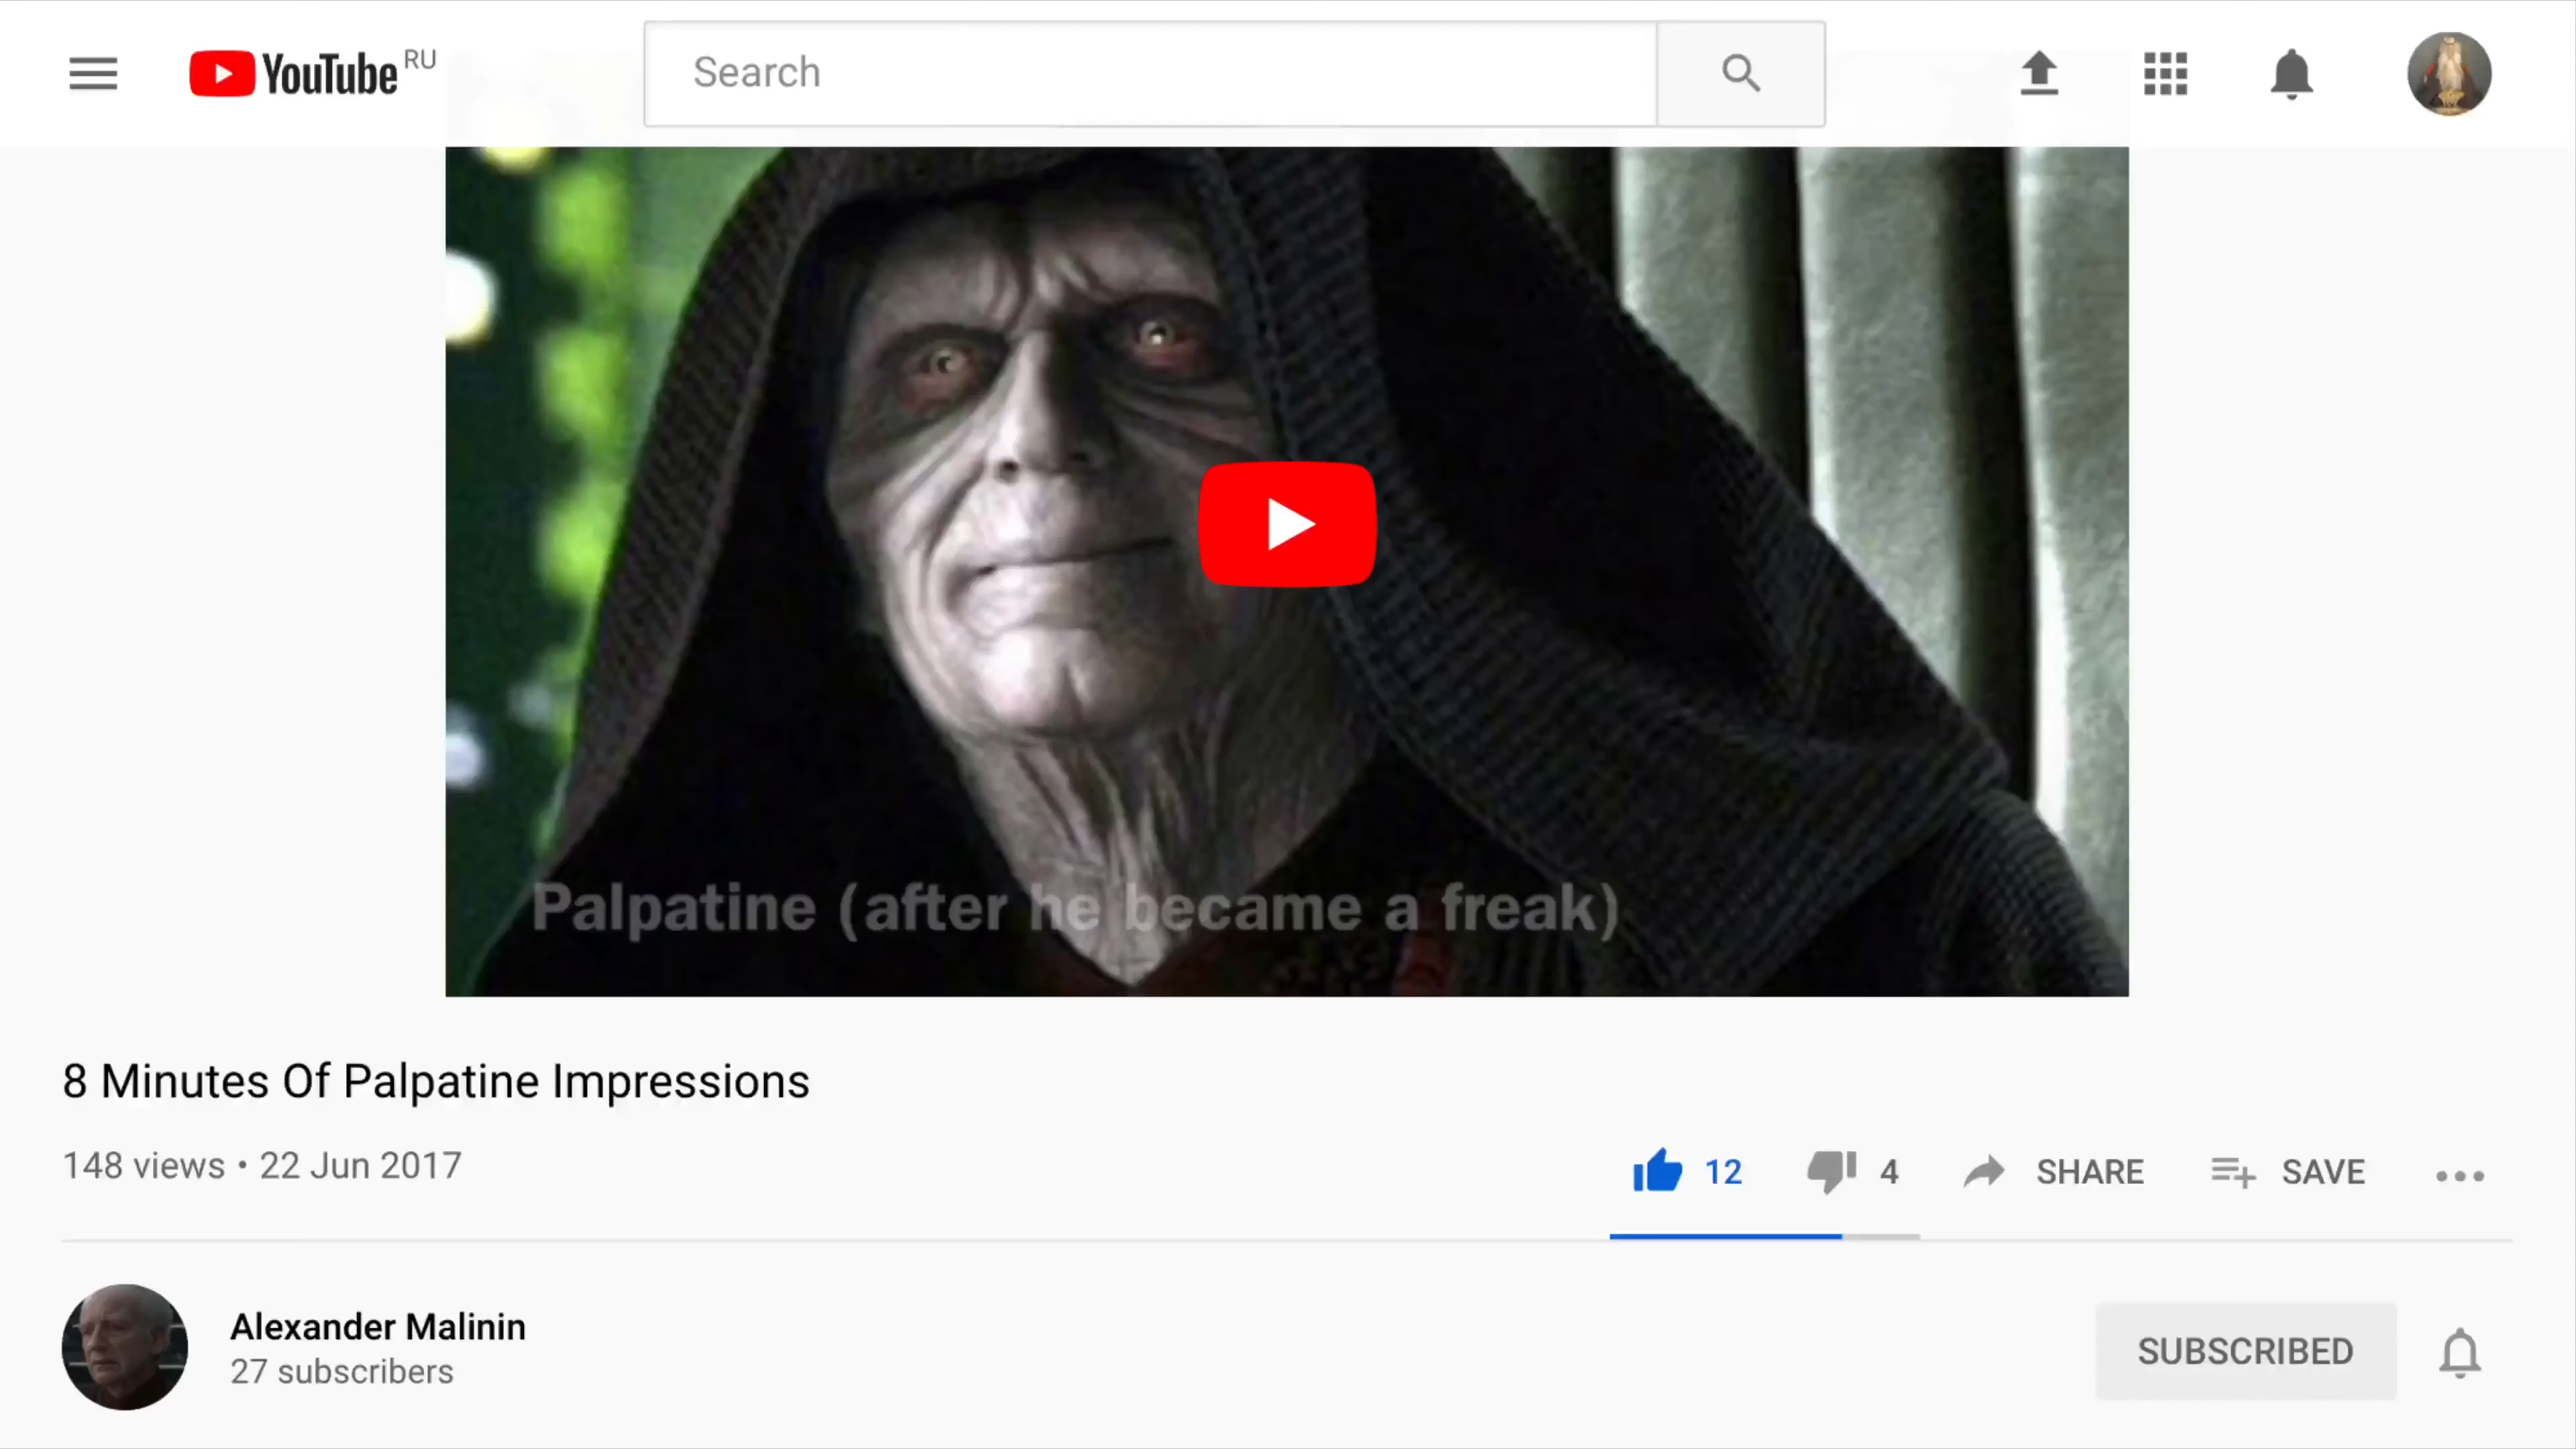 YouTube RU
Search
Palpatine (after he became a freak)
8 Minutes Of Palpatine Impressions
148 views • 22 Jun 2017
12 4 SHARE SAVE
Alexander Malinin
27 subscribers
SUBSCRIBED